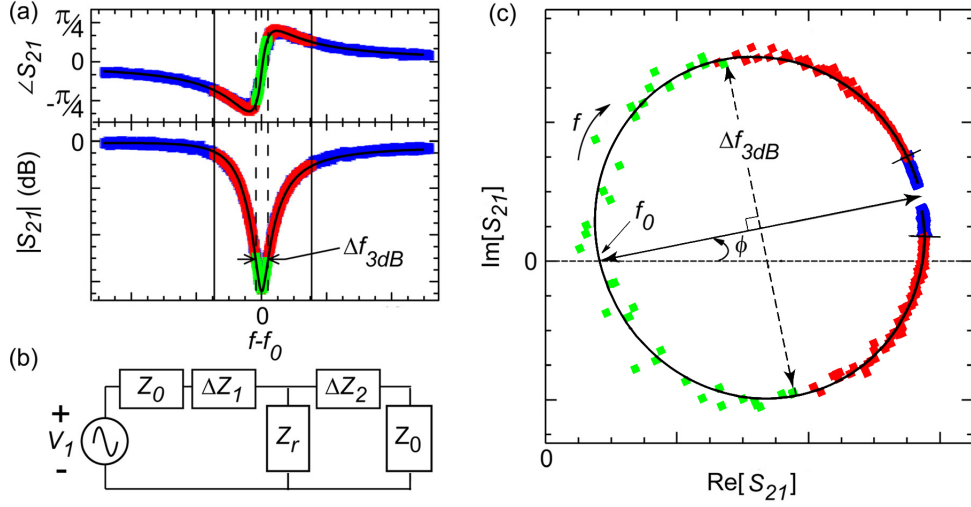 (a)
π/4
0
-π/4
∠S21
0
|S21| (dB)
Δf3dB
0
f-f0
(b)
Z0
ΔZ1
ΔZ2
+
V1
-
Zr
Z0
(c)
f
Δf3dB
f0
ϕ
Im[S21]
0
0
Re[S21]